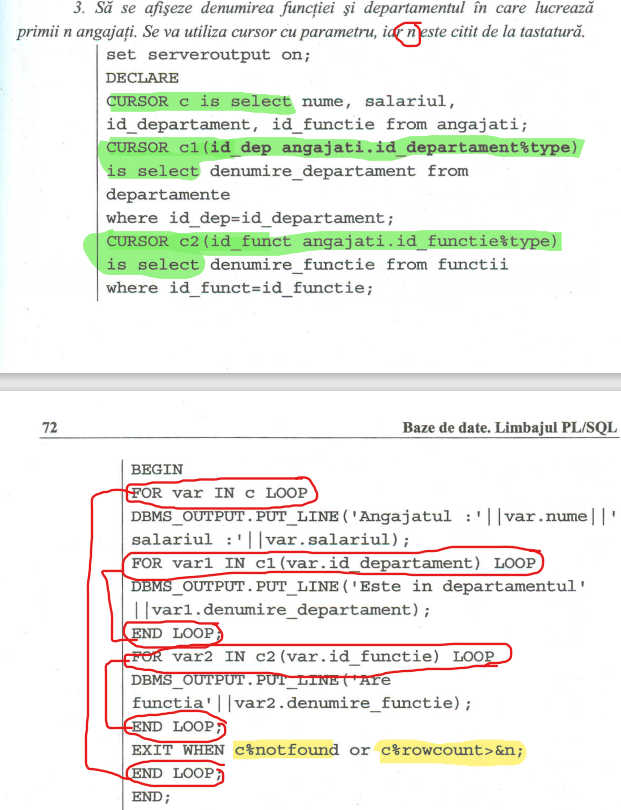 3. Să se afişeze denumirea funcţiei şi departamentul în care lucrează
primii n angajaţi. Se va utiliza cursor cu parametru, iar n este citit de la tastatură.
set serveroutput on;
DECLARE
CURSOR c is select nume, salariul,
id_departament, id_functie from angajati;
CURSOR c1(id_dep angajati.id_departament%type)
is select denumire_departament from
departamente
where id_dep=id_departament;
CURSOR c2(id_funct angajati.id_functie%type)
is select denumire_functie from functii
where id_funct=id_functie;
72 Baze de date. Limbajul PL/SQL
BEGIN
FOR var IN c LOOP
DBMS_OUTPUT.PUT_LINE('Angajatul :'||var.nume||'
salariul :'||var.salariul);
FOR var1 IN c1(var.id_departament) LOOP
DBMS_OUTPUT.PUT_LINE('Este in departamentul'
||var1.denumire_departament);
END LOOP;
FOR var2 IN c2(var.id_functie) LOOP
DBMS_OUTPUT.PUT_LINE('Are
functia'||var2.denumire_functie);
END LOOP;
EXIT WHEN c%notfound or c%rowcount>&n;
END LOOP;
END;